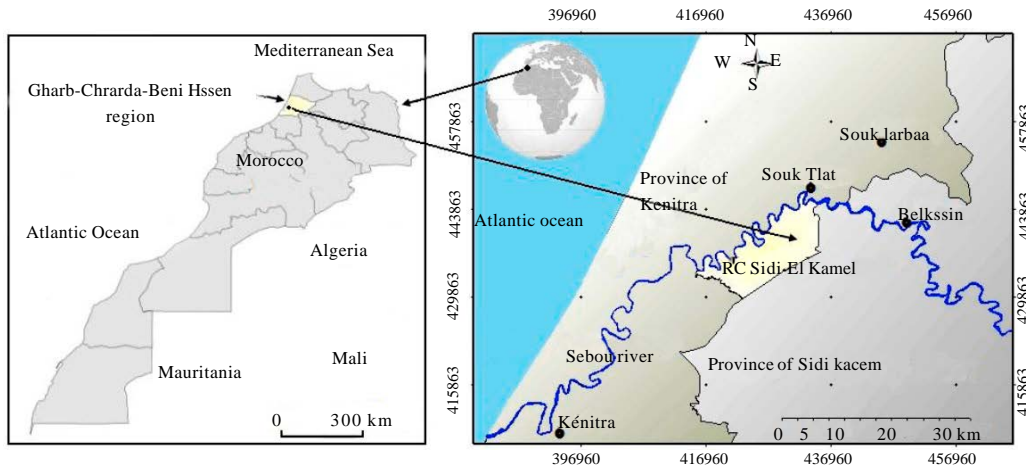 Mediterranean Sea
Gharb-Chrarda-Beni Hssen
region
Morocco
Atlantic Ocean
Algeria
Mali
Mauritania
0 300 km
396960 416960 436960 456960
N
W E
S
457863
443863
429863
415863
Souk Jarbaa
Souk Tlat
Province of
Kenitra
Belkssin
Atlantic ocean
RC Sidi-El Kamel
Sebou river
Province of Sidi kacem
Kénitra
0 5 10 20 30 km
457863
443863
429863
415863
396960 416960 436960 456960